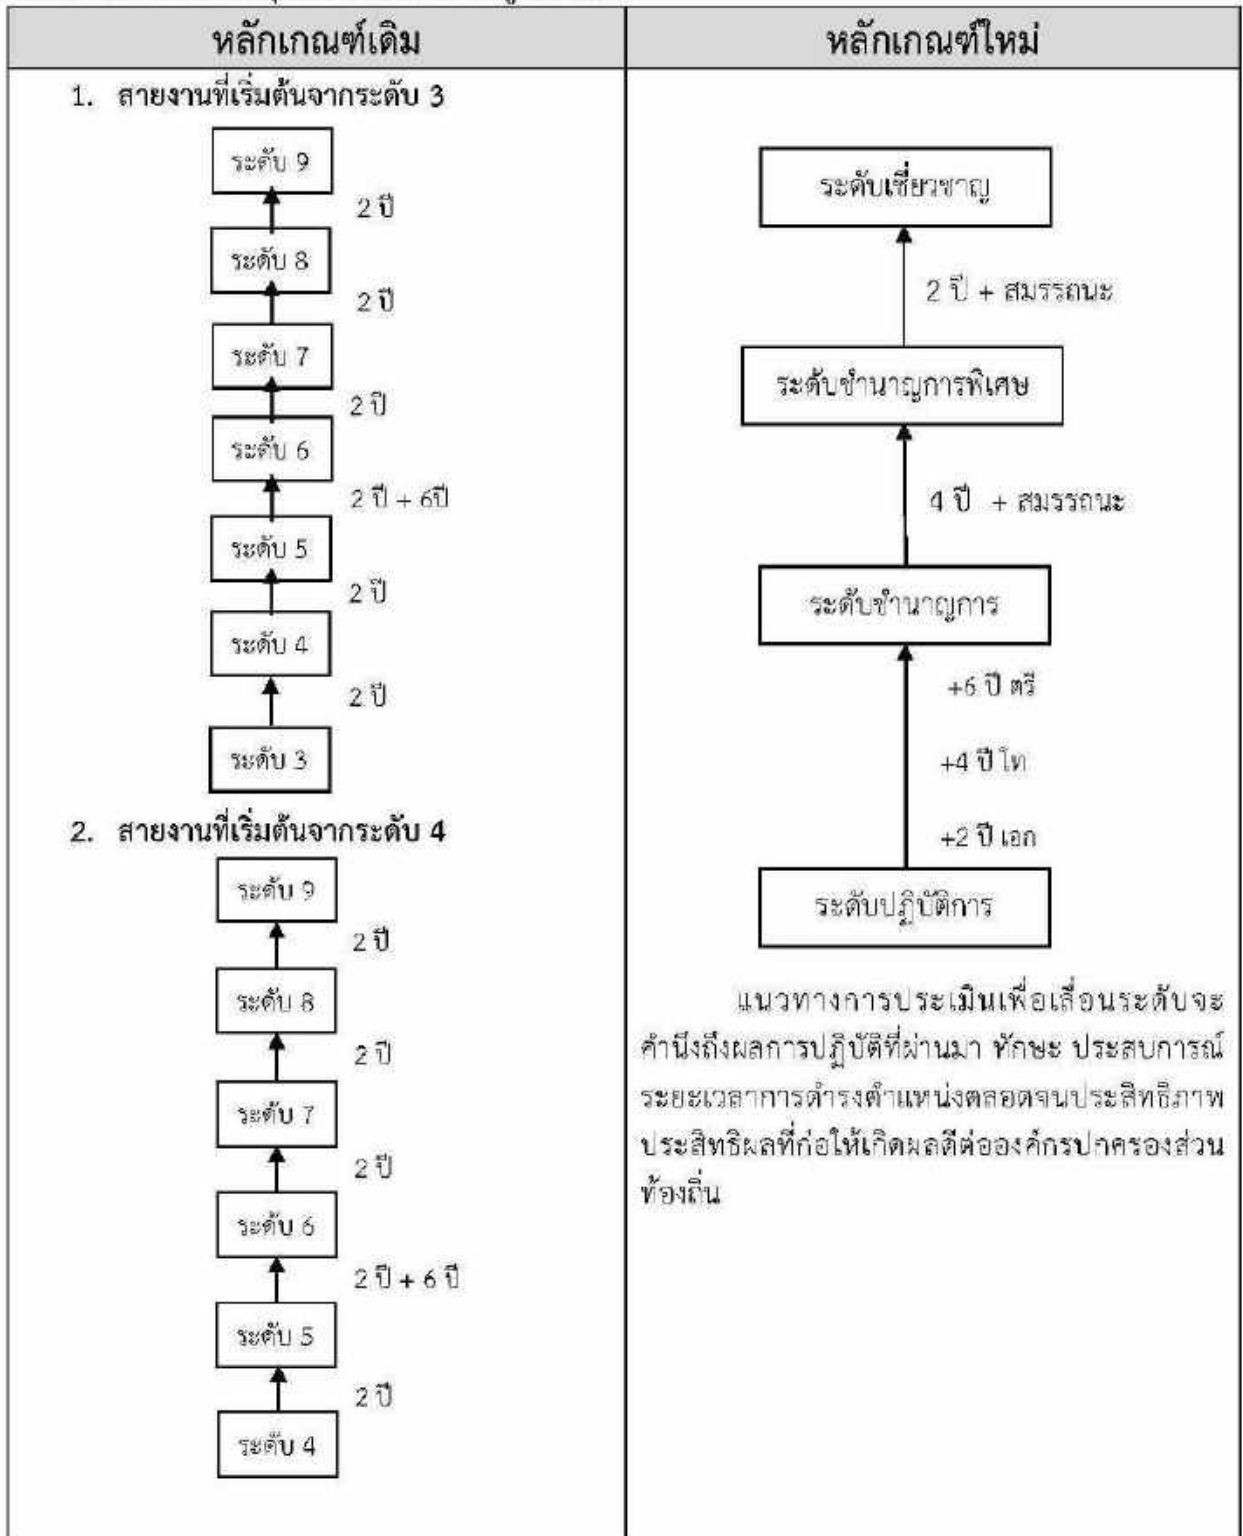 หลักเกณฑ์เดิม
หลักเกณฑ์ใหม่
1. สายงานที่เริ่มต้นจากระดับ 3
ระดับ 9
2 ปี
ระดับ 8
2 ปี
ระดับ 7
2 ปี
ระดับ 6
2 ปี + 6ปี
ระดับ 5
2 ปี
ระดับ 4
2 ปี
ระดับ 3
2. สายงานที่เริ่มต้นจากระดับ 4
ระดับ 9
2 ปี
ระดับ 8
2 ปี
ระดับ 7
2 ปี
ระดับ 6
2 ปี + 6 ปี
ระดับ 5
2 ปี
ระดับ 4
ระดับเชี่ยวชาญ
2 ปี + สมรรถนะ
ระดับชำนาญการพิเศษ
4 ปี + สมรรถนะ
ระดับชำนาญการ
+6 ปี ตรี
+4 ปี โท
+2 ปี เอก
ระดับปฏิบัติการ
แนวทางการประเมินเพื่อเลื่อนระดับจะ
คำนึงถึงผลการปฏิบัติที่ผ่านมา ทักษะ ประสบการณ์
ระยะเวลาการดำรงตำแหน่งตลอดจนประสิทธิภาพ
ประสิทธิผลที่ก่อให้เกิดผลดีต่อองค์กรปกครองส่วน
ท้องถิ่น